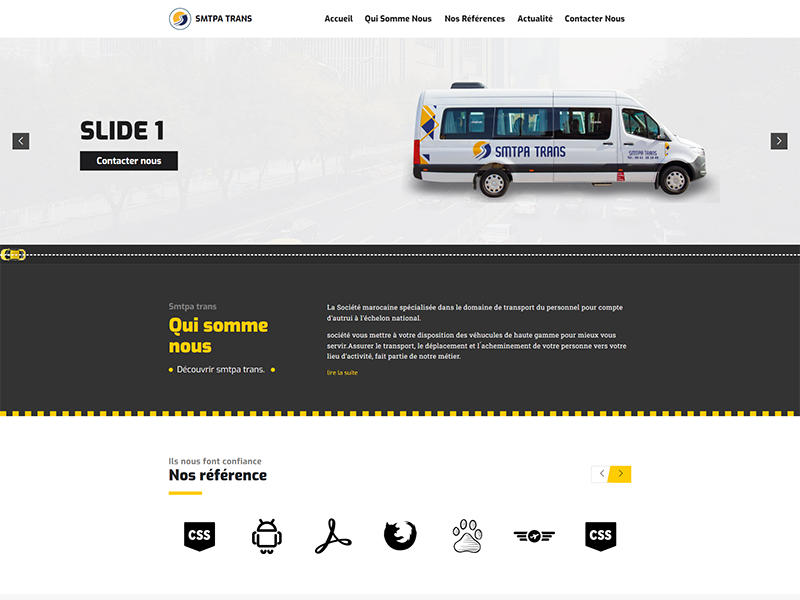 SMTPA TRANS
Accueil Qui Somme Nous Nos Références Actualité Contacter Nous
SLIDE 1
Contacter nous
SMTPA TRANS
SMTPA TRANS
Smtpa trans
Qui somme
nous
Découvrir smtpa trans.
La Société marocaine spécialisée dans le domaine de transport du personnel pour compte
d'autrui à l'échelon national.
société vous mettre à votre disposition des véhucules de haute gamme pour mieux vous
servir.Assurer le transport, le déplacement et l'acheminement de votre personne vers votre
lieu d'activité, fait partie de notre métier.
lire la suite
Ils nous font confiance
Nos référence
CSS
CSS